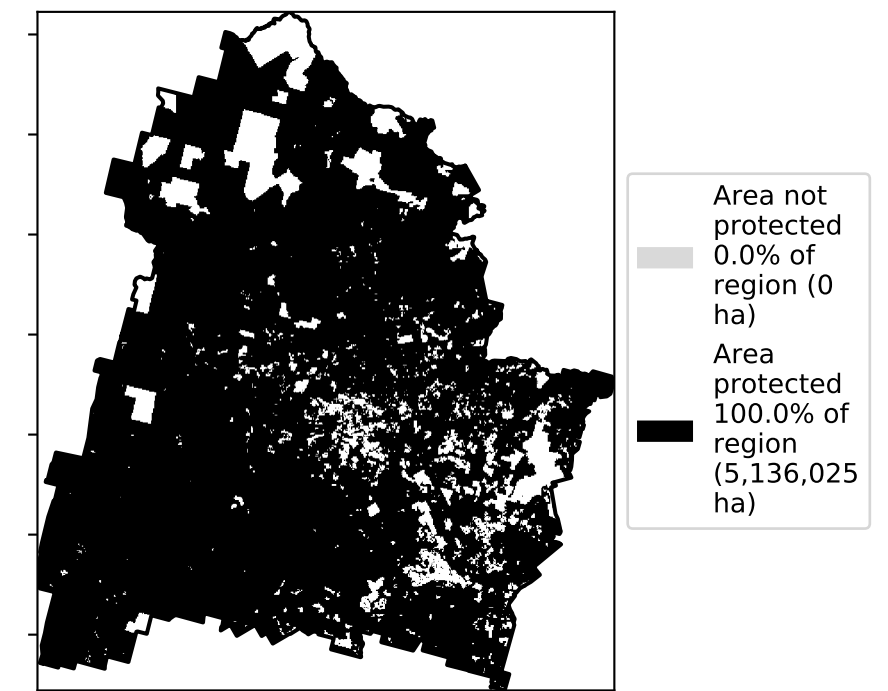 Area not
protected
0.0% of
region (0
ha)
Area
protected
100.0% of
region
(5,136,025
ha)